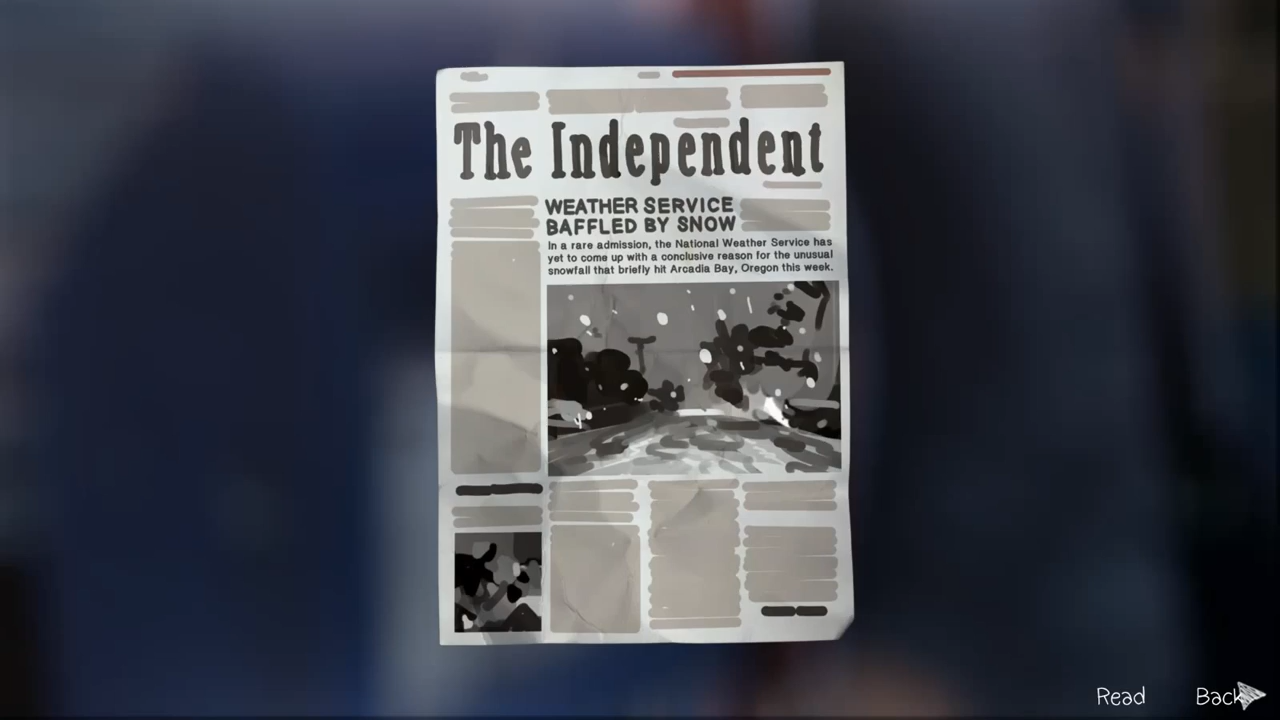 The Independent
WEATHER SERVICE
BAFFLED BY SNOW
In a rare admission, the National Weather Service has
yet to come up with a conclusive reason for the unusual
snowfall that briefly hit Arcadia Bay, Oregon this week.
Read Back